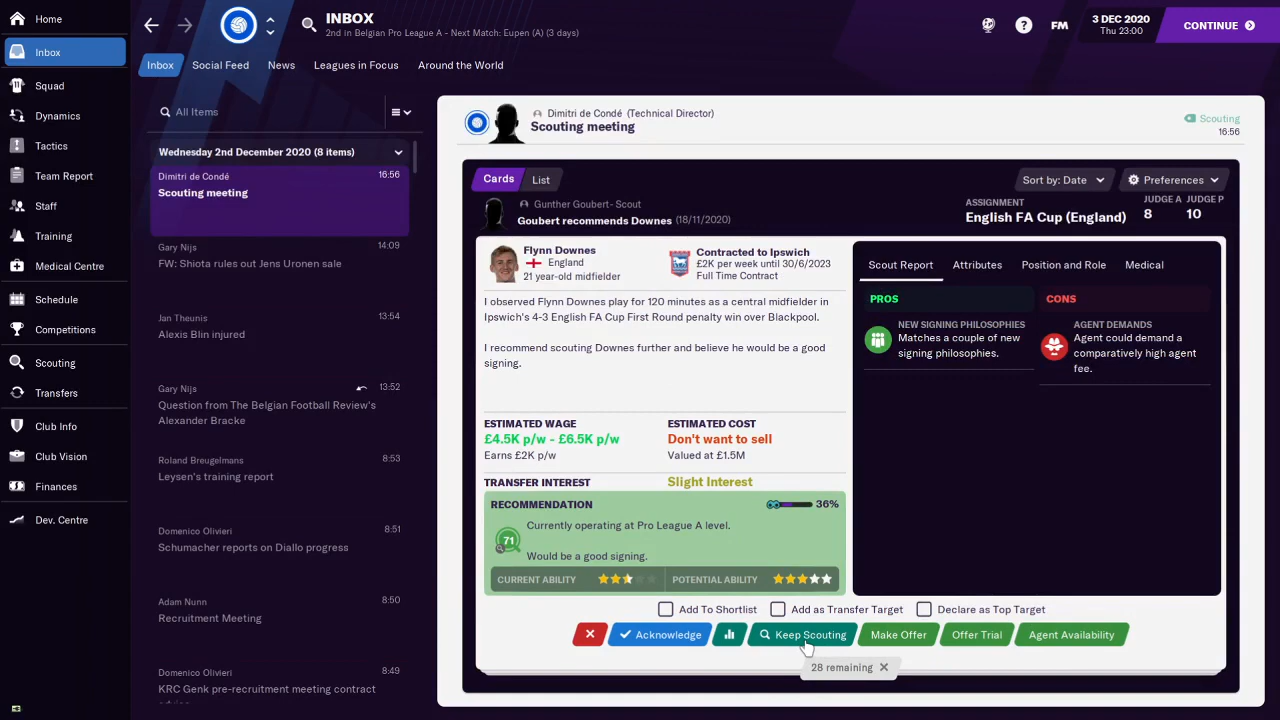 Home
Inbox
Squad
Dynamics
Tactics
Team Report
Staff
Training
Medical Centre
Schedule
Competitions
Scouting
Transfers
Club Info
Club Vision
Finances
Dev. Centre
INBOX
2nd in Belgian Pro League A - Next Match: Eupen (A) (3 days)
?
FM
3 DEC 2020
Thu 23:00
CONTINUE
Inbox Social Feed News Leagues in Focus Around the World
All Items
Wednesday 2nd December 2020 (8 items)
Dimitri de Condé 16:56
Scouting meeting
Gary Nijs 14:09
FW: Shiota rules out Jens Uronen sale
Jan Theunis 13:54
Alexis Blin injured
Gary Nijs 13:52
Question from The Belgian Football Review's
Alexander Bracke
Roland Breugelmans 8:53
Leysen's training report
Domenico Olivieri 8:51
Schumacher reports on Diallo progress
Adam Nunn 8:50
Recruitment Meeting
Domenico Olivieri 8:49
KRC Genk pre-recruitment meeting contract
Dimitri de Condé (Technical Director)
Scouting meeting
Scouting
16:56
Cards List
Sort by: Date Preferences
Gunther Goubert- Scout
Goubert recommends Downes (18/11/2020)
ASSIGNMENT
English FA Cup (England)
JUDGE A JUDGE P
8 10
Flynn Downes
England
21 year-old midfielder
Contracted to Ipswich
£2K per week until 30/6/2023
Full Time Contract
I observed Flynn Downes play for 120 minutes as a central midfielder in
Ipswich's 4-3 English FA Cup First Round penalty win over Blackpool.
I recommend scouting Downes further and believe he would be a good
signing.
ESTIMATED WAGE
£4.5K p/w - £6.5K p/w
Earns £2K p/w
ESTIMATED COST
Don't want to sell
Valued at £1.5M
TRANSFER INTEREST Slight Interest
RECOMMENDATION 36%
71
Currently operating at Pro League A level.
Would be a good signing.
CURRENT ABILITY POTENTIAL ABILITY
Scout Report Attributes Position and Role Medical
PROS
NEW SIGNING PHILOSOPHIES
Matches a couple of new
signing philosophies.
CONS
AGENT DEMANDS
Agent could demand a
comparatively high agent
fee.
Add To Shortlist Add as Transfer Target Declare as Top Target
Acknowledge Keep Scouting Make Offer Offer Trial Agent Availability
28 remaining